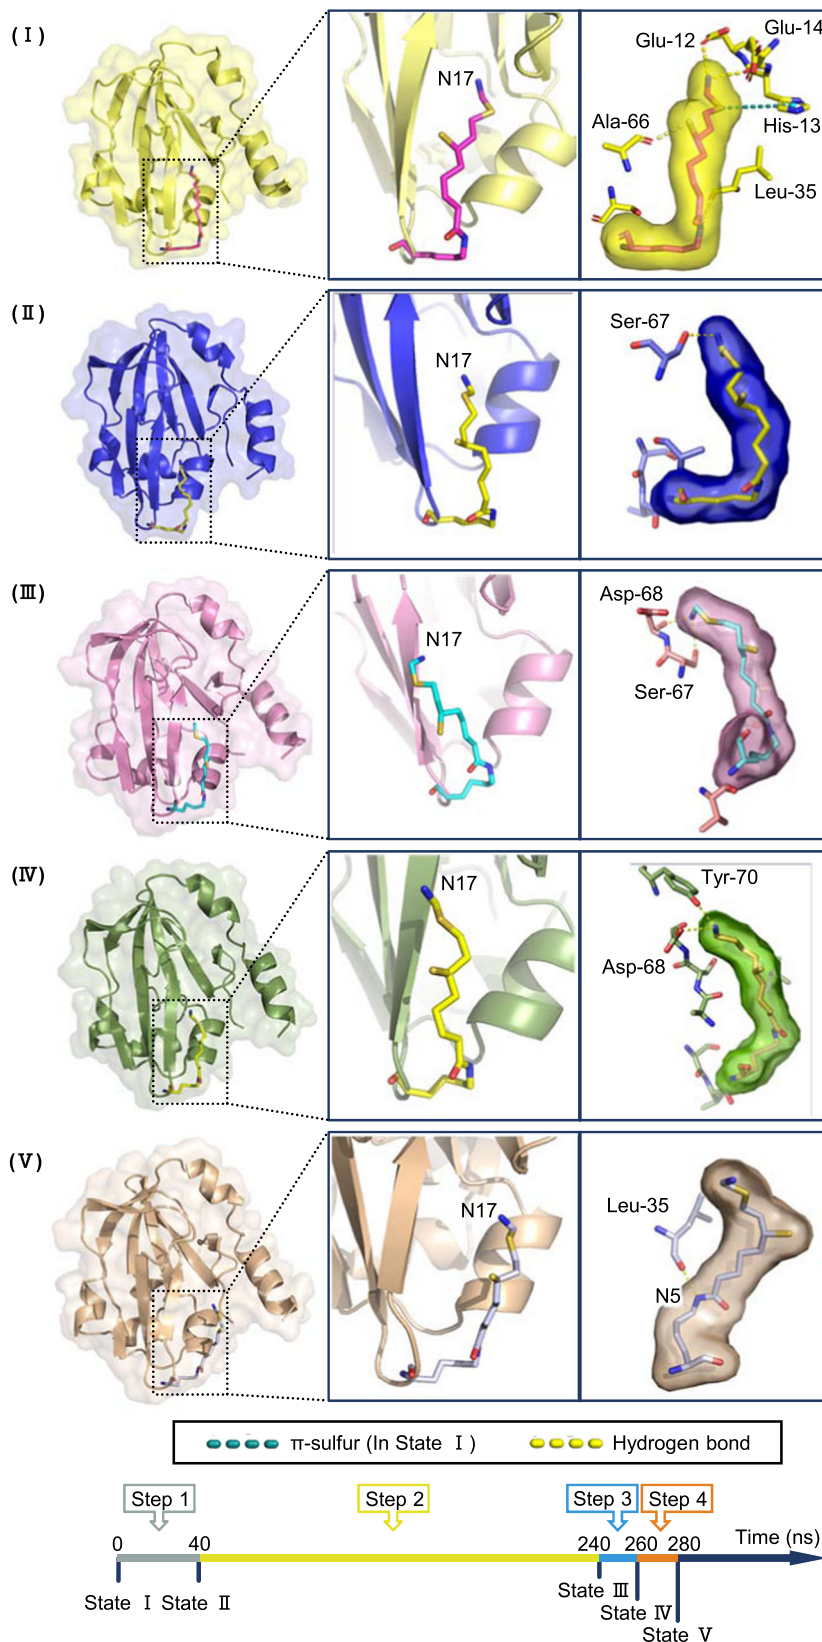 (Ⅰ)
N17
Glu-12
Glu-14
His-13
Ala-66
Leu-35
(Ⅱ)
N17
Ser-67
(Ⅲ)
N17
Asp-68
Ser-67
(Ⅳ)
N17
Tyr-70
Asp-68
(Ⅴ)
N17
Leu-35
N5
π-sulfur (In State Ⅰ) Hydrogen bond
Step 1 Step 2 Step 3 Step 4
0 40 240 260 280 Time (ns)
State Ⅰ State Ⅱ State Ⅲ
State Ⅳ
State Ⅴ